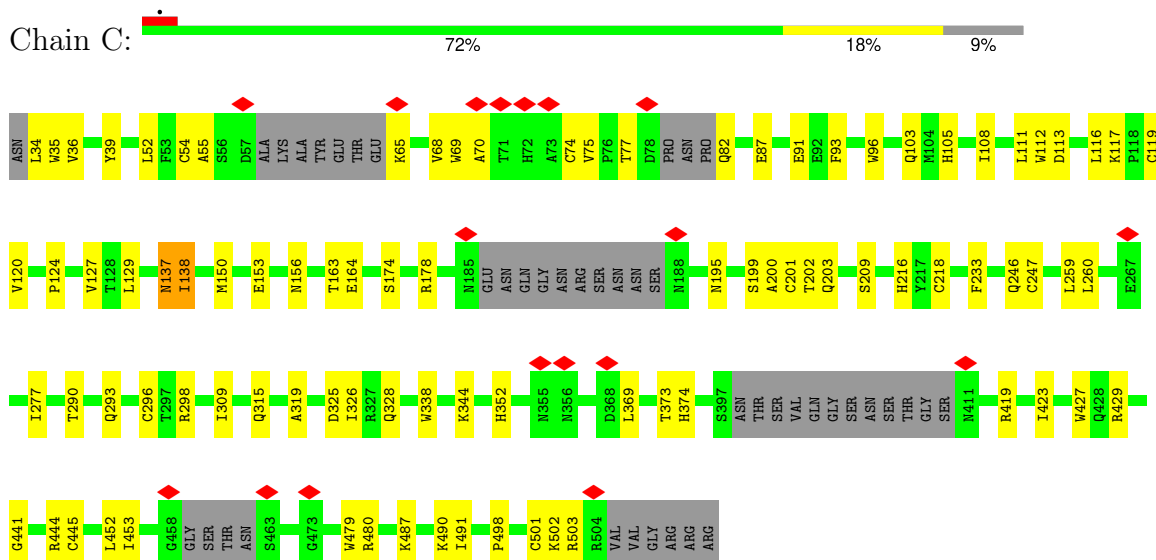 Chain C:
72% 18% 9%
ASN L34 W35 V36 Y39 L52 F53 C54 A55 S56 D57 ALA LYS ALA TYR GLU THR GLU K65 V68 W69 A70 T71 H72 A73 C74 V75 P76 T77 D78 PRO ASN PRO Q82 E87 E91 E92 F93 W96 Q103 M104 H105 I108 L111 W112 D113 L116 K117 P118 C119
V120 P124 V127 T128 L129 N137 I138 M150 E153 N156 T163 E164 S174 R178 N185 GLU ASN GLN GLY ASN ARG SER ASN ASN SER N188 N195 S199 A200 C201 T202 Q203 S209 H216 Y217 C218 F233 Q246 C247 L259 L260 E267
I277 T290 Q293 C296 T297 R298 I309 Q315 A319 D325 I326 R327 Q328 W338 K344 H352 N355 N356 D368 L369 T373 H374 S397 ASN THR SER VAL GLN GLY SER ASN SER THR GLY SER N411 R419 I423 W427 Q428 R429
G441 R444 C445 L452 I453 G458 GLY SER THR ASN S463 G473 W479 R480 K487 K490 I491 P498 C501 K502 R503 R504 VAL VAL GLY ARG ARG ARG